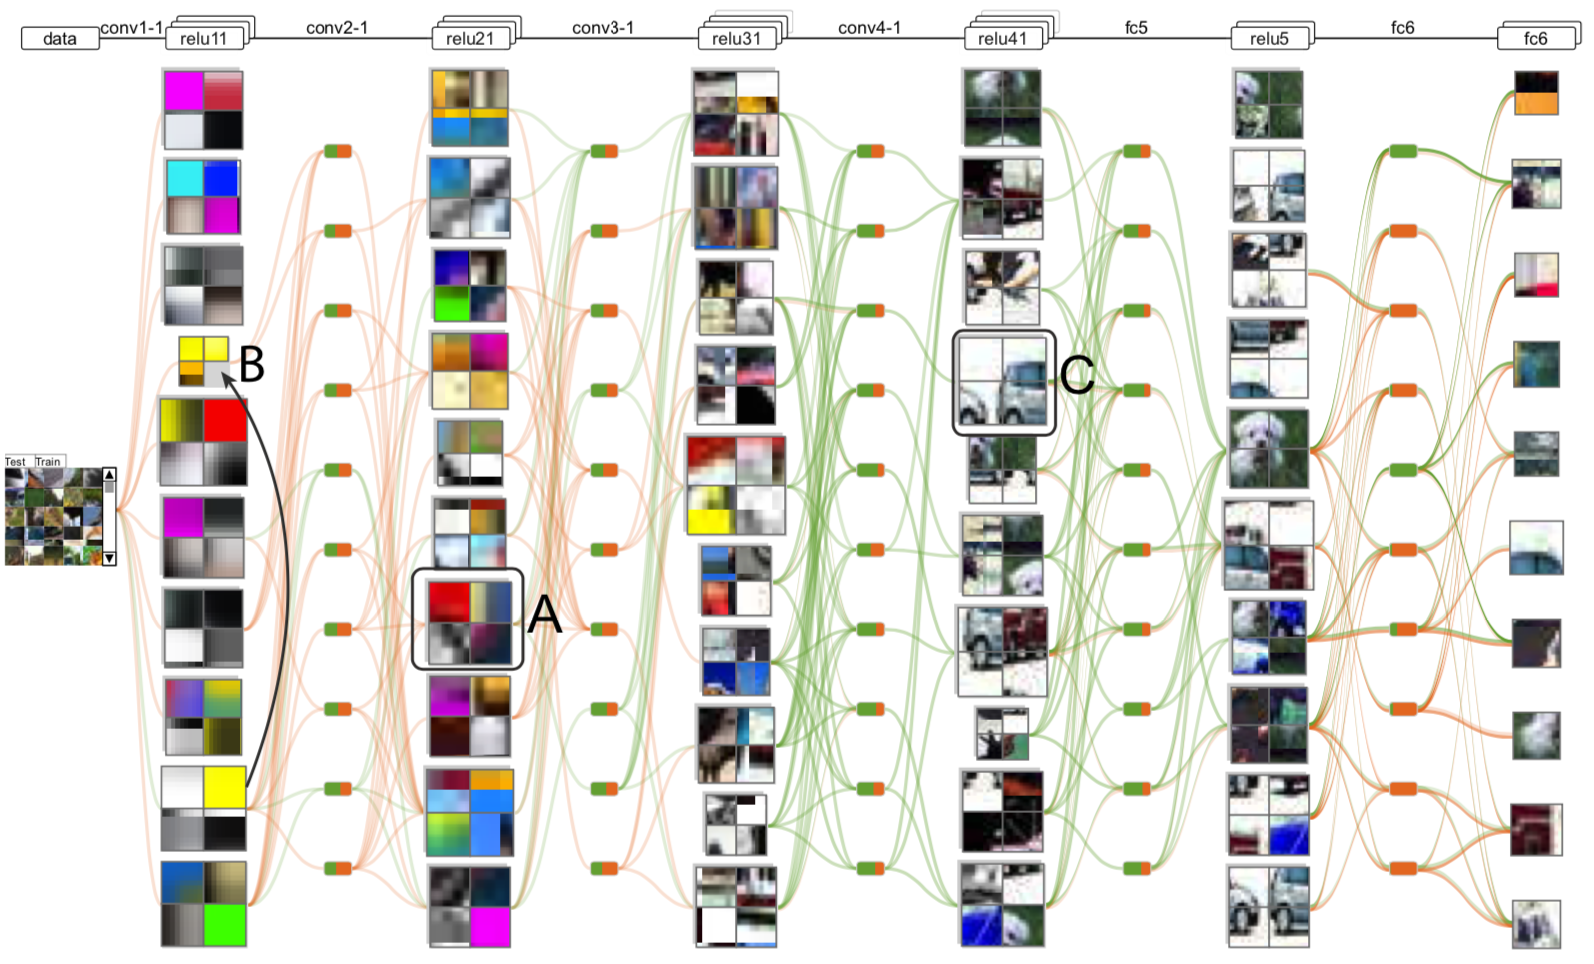 data conv1-1 relu11 conv2-1 relu21 conv3-1 relu31 conv4-1 relu41 fc5 relu5 fc6 fc6
B
C
Test Train
A